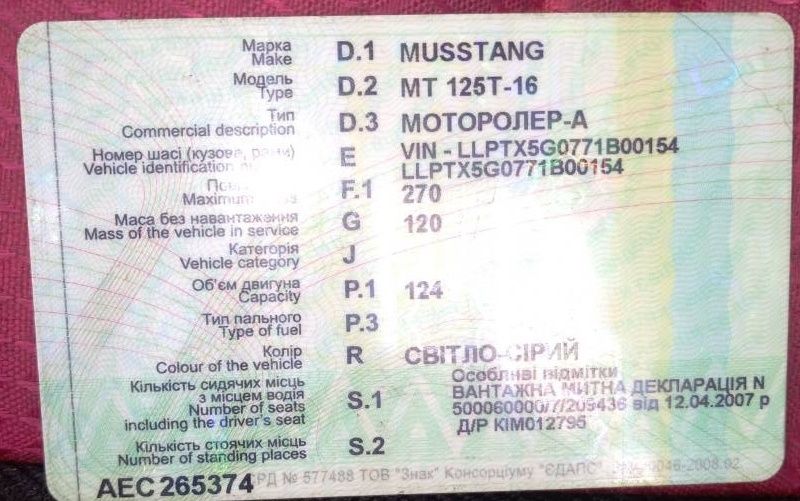 Марка
Make D.1 MUSSTANG
Модель
Type D.2 MT 125T-16
Тип
Commercial description D.3 МОТОРОЛЕР-А
Номер шасі (кузова, рами) E VIN - LLPTX5G0771B00154
Vehicle identification LLPTX5G0771B00154
Maximum F.1 270
Маса без навантаження
Mass of the vehicle in service G 120
Категорія
Vehicle category J
Об'єм двигуна
Capacity P.1 124
Тип пального
Type of fuel P.3
Колір
Colour of the vehicle R СВІТЛО-СІРИЙ
Особливі відмітки
Кількість сидячих місць
з місцем водія
Number of seats
including the driver's seat S.1
ВАНТАЖНА МИТНА ДЕКЛАРАЦІЯ N
500060000/7/209436 від 12.04.2007 р
Д/Р КІМ012795
Кількість стоячих місць
Number of standing places S.2
AEC 265374
№ 577488 ТОВ "Знак" Консорціуму "ЄДАПС"